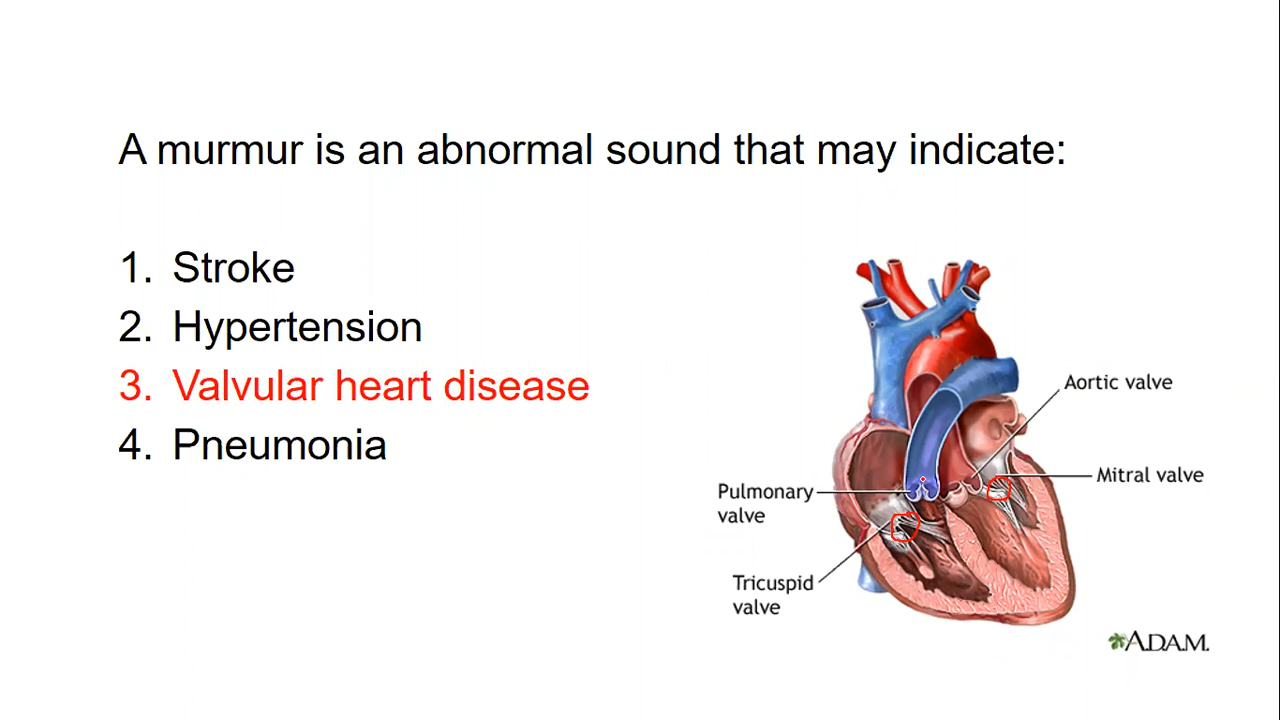 A murmur is an abnormal sound that may indicate:
1. Stroke
2. Hypertension
3. Valvular heart disease
4. Pneumonia
Aortic valve
Mitral valve
Pulmonary
valve
Tricuspid
valve
A.D.A.M.